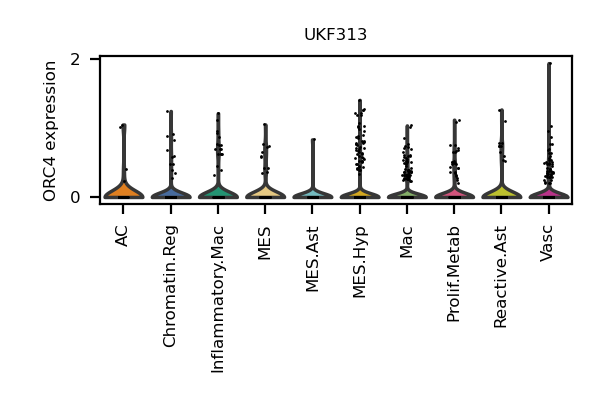 UKF313
ORC4 expression
2
0
AC
Chromatin.Reg
Inflammatory.Mac
MES
MES.Ast
MES.Hyp
Mac
Prolif.Metab
Reactive.Ast
Vasc